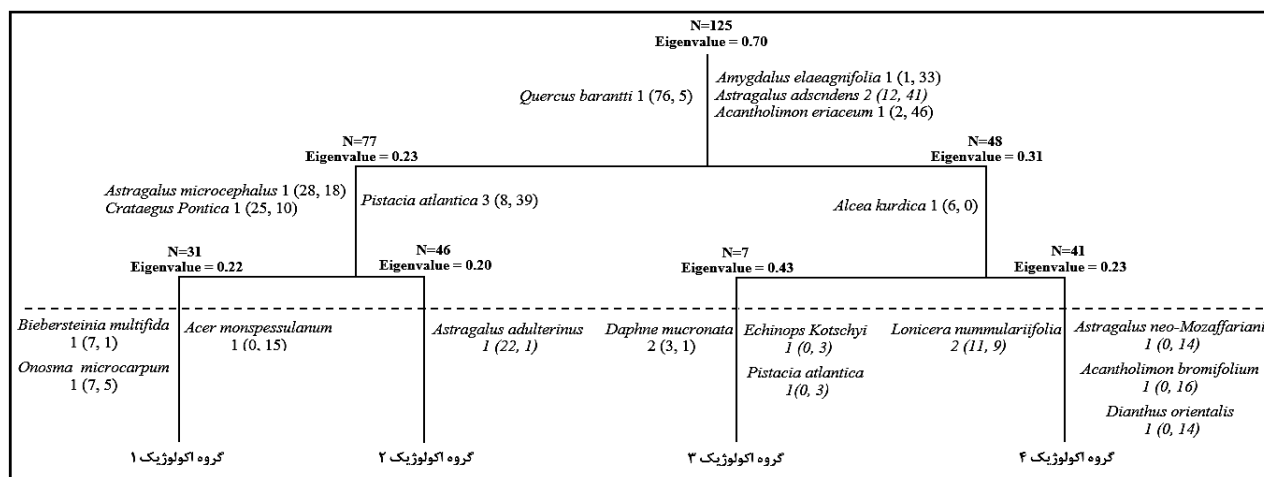 N=125
Eigenvalue = 0.70
Quercus barantti 1 (76, 5)
Amygdalus elaeagnifolia 1 (1, 33)
Astragalus adscndens 2 (12, 41)
Acantholimon eriaceum 1 (2, 46)
N=77
Eigenvalue = 0.23
N=48
Eigenvalue = 0.31
Astragalus microcephalus 1 (28, 18)
Crataegus Pontica 1 (25, 10)
Pistacia atlantica 3 (8, 39)
Alcea kurdica 1 (6, 0)
N=31
Eigenvalue = 0.22
N=46
Eigenvalue = 0.20
N=7
Eigenvalue = 0.43
N=41
Eigenvalue = 0.23
Biebersteinia multifida
1 (7, 1)
Onosma microcarpum
1 (7, 5)
Acer monspessulanum
1 (0, 15)
Astragalus adulterinus
1 (22, 1)
Daphne mucronata
2 (3, 1)
Echinops Kotschyi
1 (0, 3)
Pistacia atlantica
1(0, 3)
Lonicera nummulariifolia
2 (11, 9)
Astragalus neo-Mozaffariani
1 (0, 14)
Acantholimon bromifolium
1 (0, 16)
Dianthus orientalis
1 (0, 14)
گروه اکولوژیک ۱
گروه اکولوژیک ۲
گروه اکولوژیک ۳
گروه اکولوژیک ۴